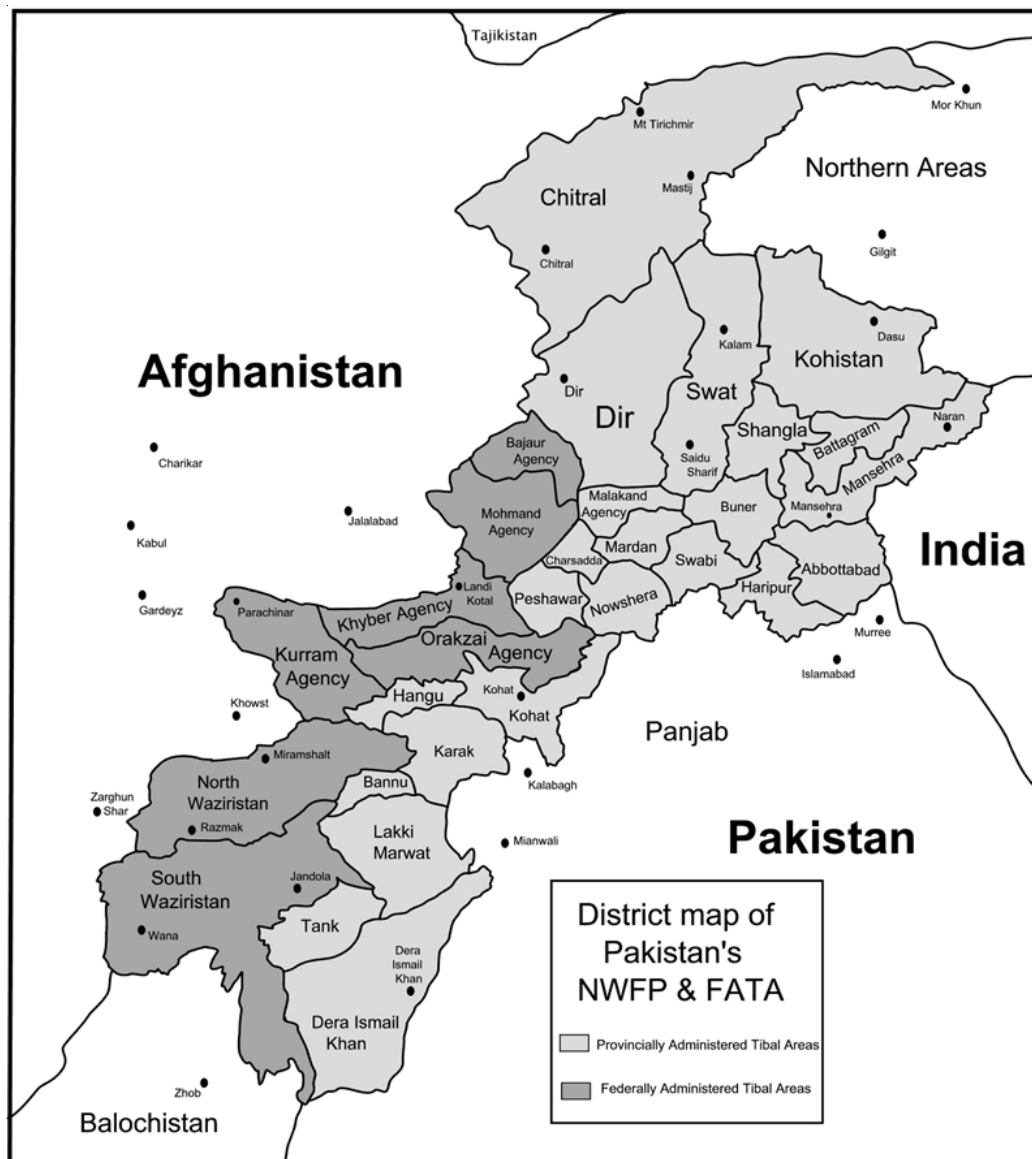 Tajikistan
Mor Khun
Mt Tirichmir
Northern Areas
Mastij
Chitral
Gilgit
Chitral
Dasu
Kalam
Kohistan
Afghanistan
Dir
Swat
Dir
Naran
Shangla
Battagram
Bajaur
Agency
Saidu
Sharif
Charikar
Mansehra
Malakand
Agency
Buner
Mansehra
Jalalabad
Mohmand
Agency
Kabul
India
Mardan
Charsadda
Swabi
Abbottabad
Landi
Kotal
Haripur
Gardeyz
Parachinar
Peshawar
Nowshera
Khyber Agency
Murree
Orakzai
Agency
Kurram
Agency
Islamabad
Hangu
Kohat
Khowst
Kohat
Panjab
Karak
Miramshalt
Kalabagh
North
Waziristan
Bannu
Zarghun
Shar
Razmak
Lakki
Marwat
Mianwali
Pakistan
South
Waziristan
Jandola
Tank
Wana
Dera
Ismail
Khan
Dera Ismail
Khan
Zhob
Balochistan
District map of
Pakistan's
NWFP & FATA
Provincially Administered Tibal Areas
Federally Administered Tibal Areas